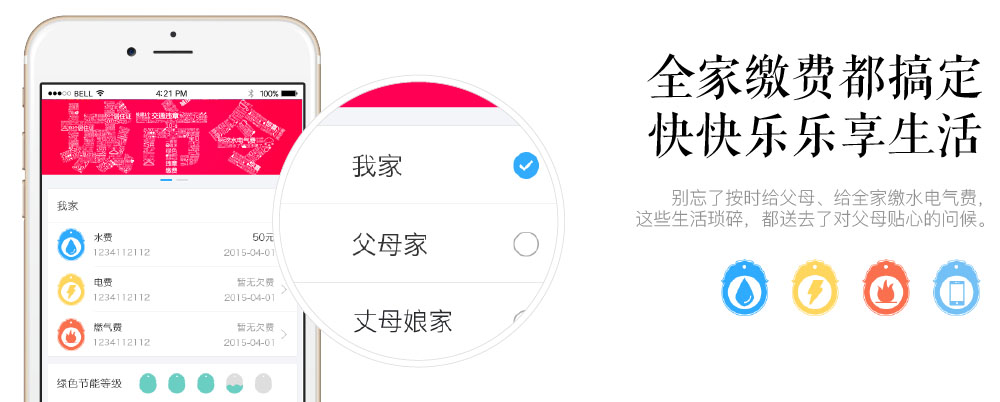 BELL 4:21 PM 100%
城市
交通违章
我家
水费 50元
1234112112 2015-04-01
电费 暂无欠费
1234112112 2015-04-01
燃气费 暂无欠费
1234112112 2015-04-01
绿色节能等级
我家
父母家
丈母娘家
全家缴费都搞定
快快乐乐享生活
别忘了按时给父母、给全家缴水电气费，
这些生活琐碎，都送去了对父母贴心的问候。